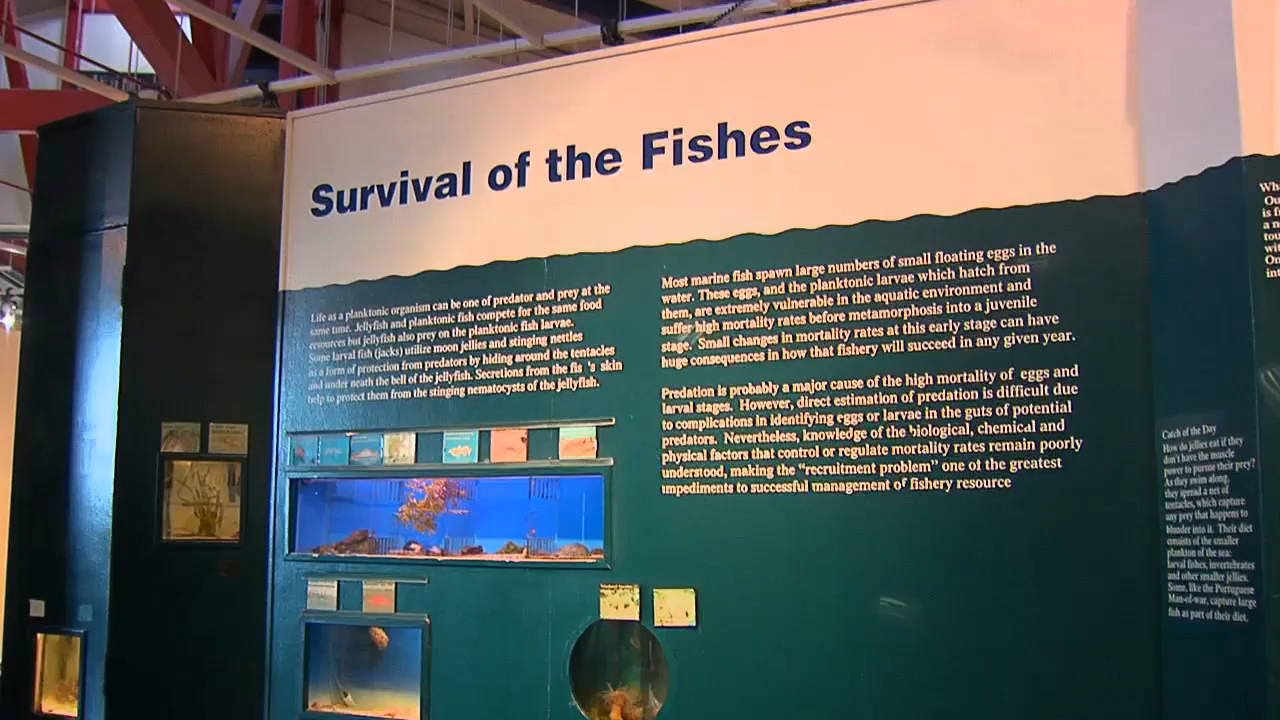 Survival of the Fishes
Life as a planktonic organism can be one of predator and prey at the
same time. Jellyfish and planktonic fish compete for the same food
resources but jellyfish also prey on the planktonic fish larvae.
Some larval fish (jacks) utilize moon jellies and stinging nettles
as a form of protection from predators by hiding around the tentacles
and under neath the bell of the jellyfish. Secretions from the fis 's skin
help to protect them from the stinging nematocysts of the jellyfish.
Most marine fish spawn large numbers of small floating eggs in the
water. These eggs, and the planktonic larvae which hatch from
them, are extremely vulnerable in the aquatic environment and
suffer high mortality rates before metamorphosis into a juvenile
stage. Small changes in mortality rates at this early stage can have
huge consequences in how that fishery will succeed in any given year.
Predation is probably a major cause of the high mortality of eggs and
larval stages. However, direct estimation of predation is difficult due
to complications in identifying eggs or larvae in the guts of potential
predators. Nevertheless, knowledge of the biological, chemical and
physical factors that control or regulate mortality rates remain poorly
understood, making the "recruitment problem" one of the greatest
impediments to successful management of fishery resource
Catch of the Day
How do jellies eat if they
don't have the muscle
power to pursue their prey?
As they swim along,
they spread a net of
tentacles, which capture
any prey that happens to
blunder into it. Their diet
consists of the smaller
plankton of the sea:
larval fishes, invertebrates
and other smaller jellies.
Some, like the Portuguese
Man-of-war, capture large
fish as part of their diet.
Wh
Ou
is f
a n
tou
wit
On
int